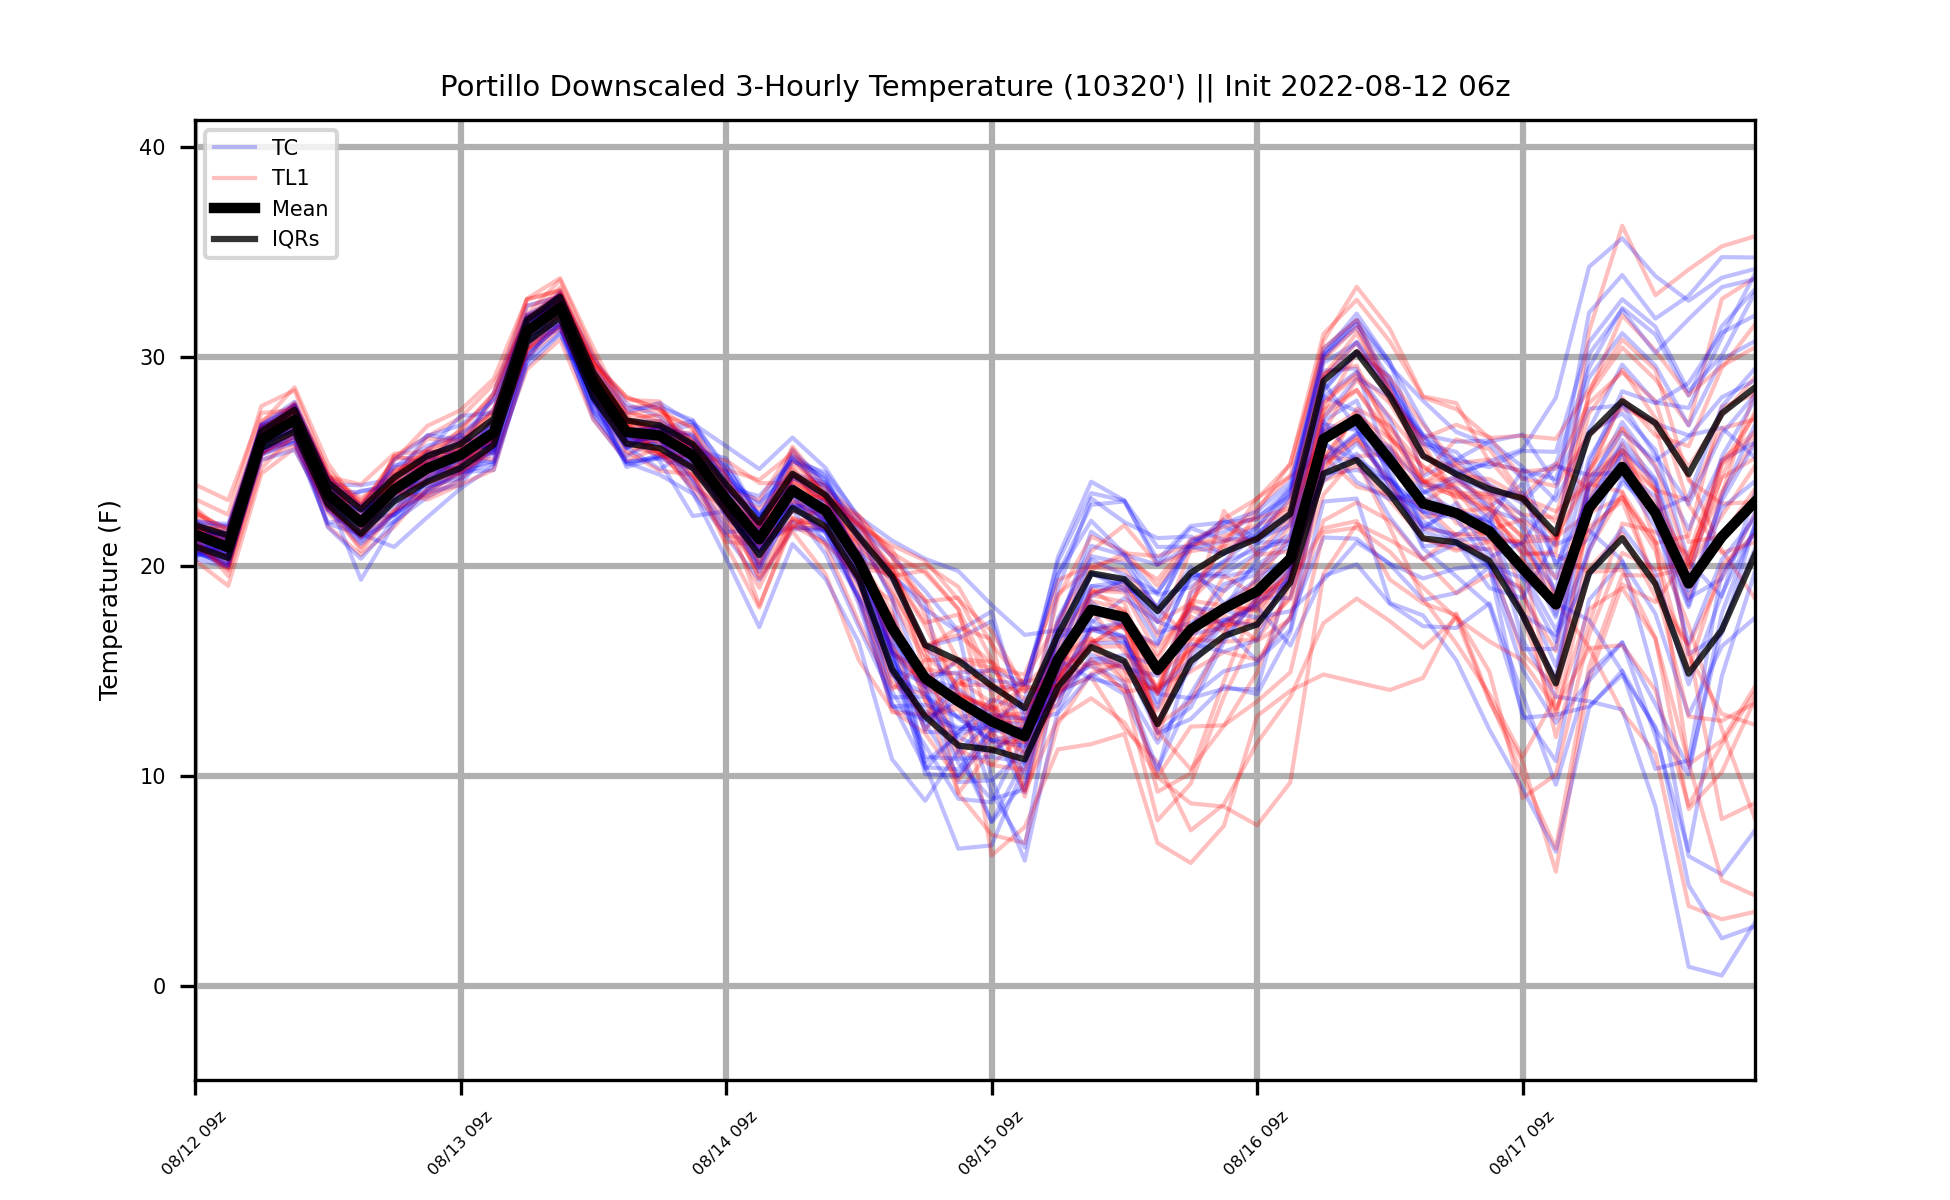 Portillo Downscaled 3-Hourly Temperature (10320') || Init 2022-08-12 06z
TC
TL1
Mean
IQRs
Temperature (F)
40
30
20
10
0
08/12 09z
08/13 09z
08/14 09z
08/15 09z
08/16 09z
08/17 09z